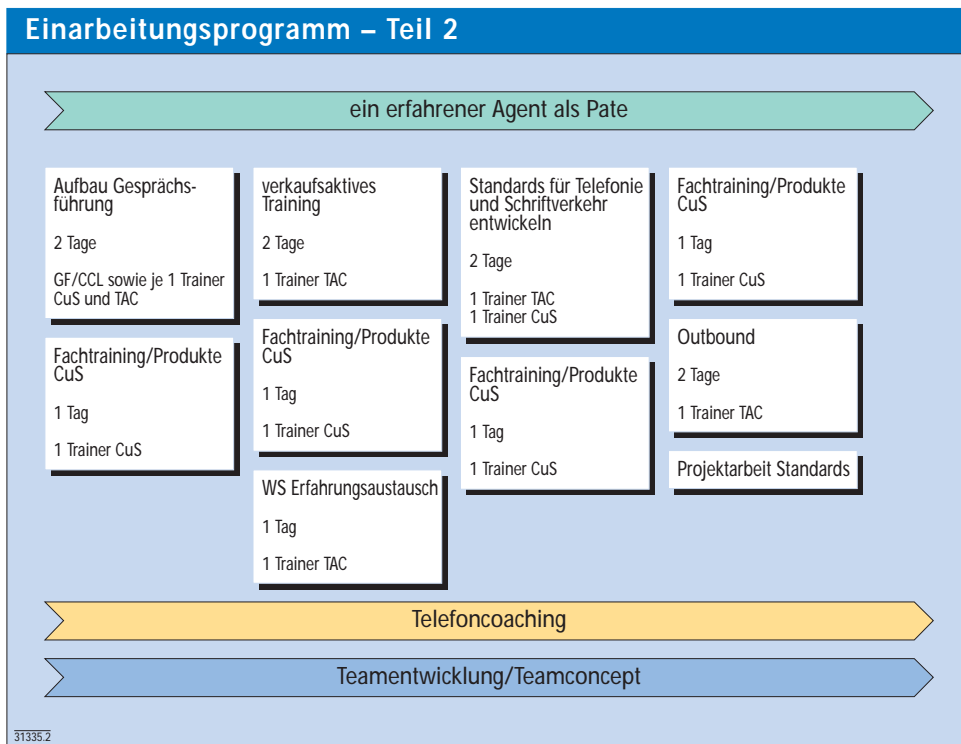 Einarbeitungsprogramm – Teil 2
ein erfahrener Agent als Pate
Aufbau Gesprächs-
führung
2 Tage
GF/CCL sowie je 1 Trainer
CuS und TAC
Fachtraining/Produkte
CuS
1 Tag
1 Trainer CuS
verkaufsaktives
Training
2 Tage
1 Trainer TAC
Fachtraining/Produkte
CuS
1 Tag
1 Trainer CuS
WS Erfahrungsaustausch
1 Tag
1 Trainer TAC
Standards für Telefonie
und Schriftverkehr
entwickeln
2 Tage
1 Trainer TAC
1 Trainer CuS
Fachtraining/Produkte
CuS
1 Tag
1 Trainer CuS
Fachtraining/Produkte
CuS
1 Tag
1 Trainer CuS
Outbound
2 Tage
1 Trainer TAC
Projektarbeit Standards
Telefoncoaching
Teamentwicklung/Teamconcept
31335.2